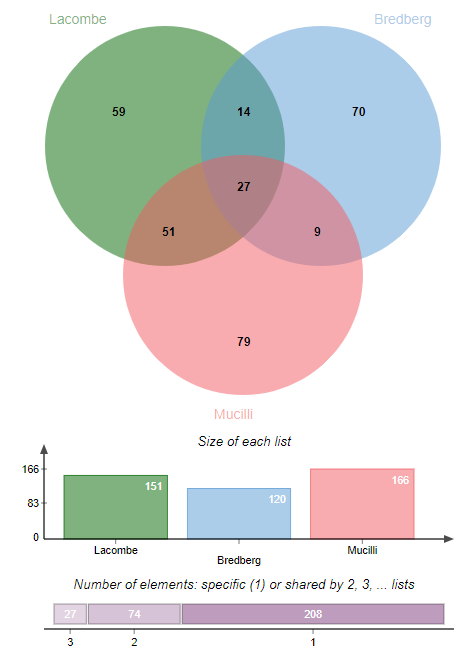 Lacombe
Bredberg
59
14
70
27
51
9
79
Mucilli
Size of each list
166
83
0
151
120
166
Lacombe
Bredberg
Mucilli
Number of elements: specific (1) or shared by 2, 3, ... lists
27
74
208
3
2
1